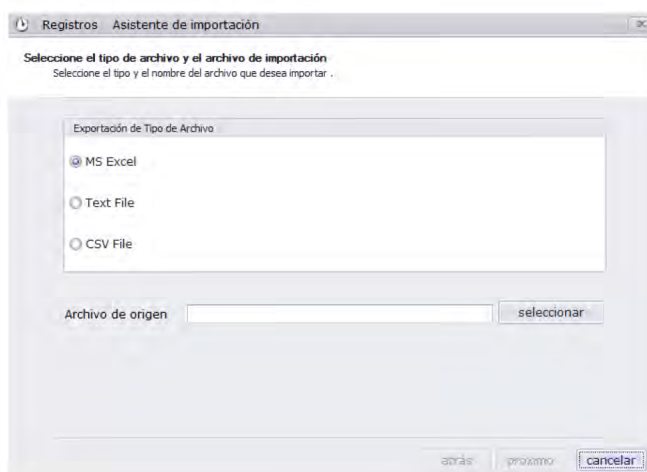 Registros Asistente de importación
Seleccione el tipo de archivo y el archivo de importación
Seleccione el tipo y el nombre del archivo que desea importar .
Exportación de Tipo de Archivo
MS Excel
Text File
CSV File
Archivo de origen
seleccionar
atrás proximo cancelar